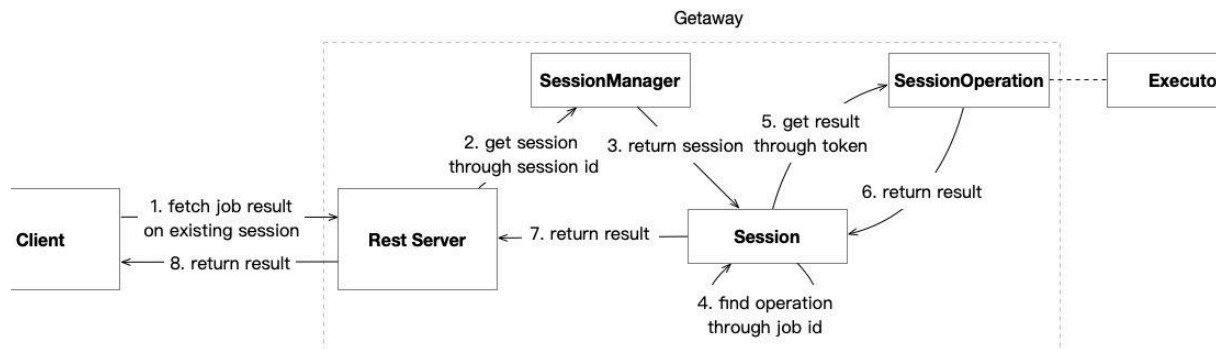 Getaway
SessionManager
SessionOperation
Executo
2. get session
through session id
3. return session
5. get result
through token
6. return result
1. fetch job result
on existing session
Client
Rest Server
7. return result
Session
8. return result
4. find operation
through job id